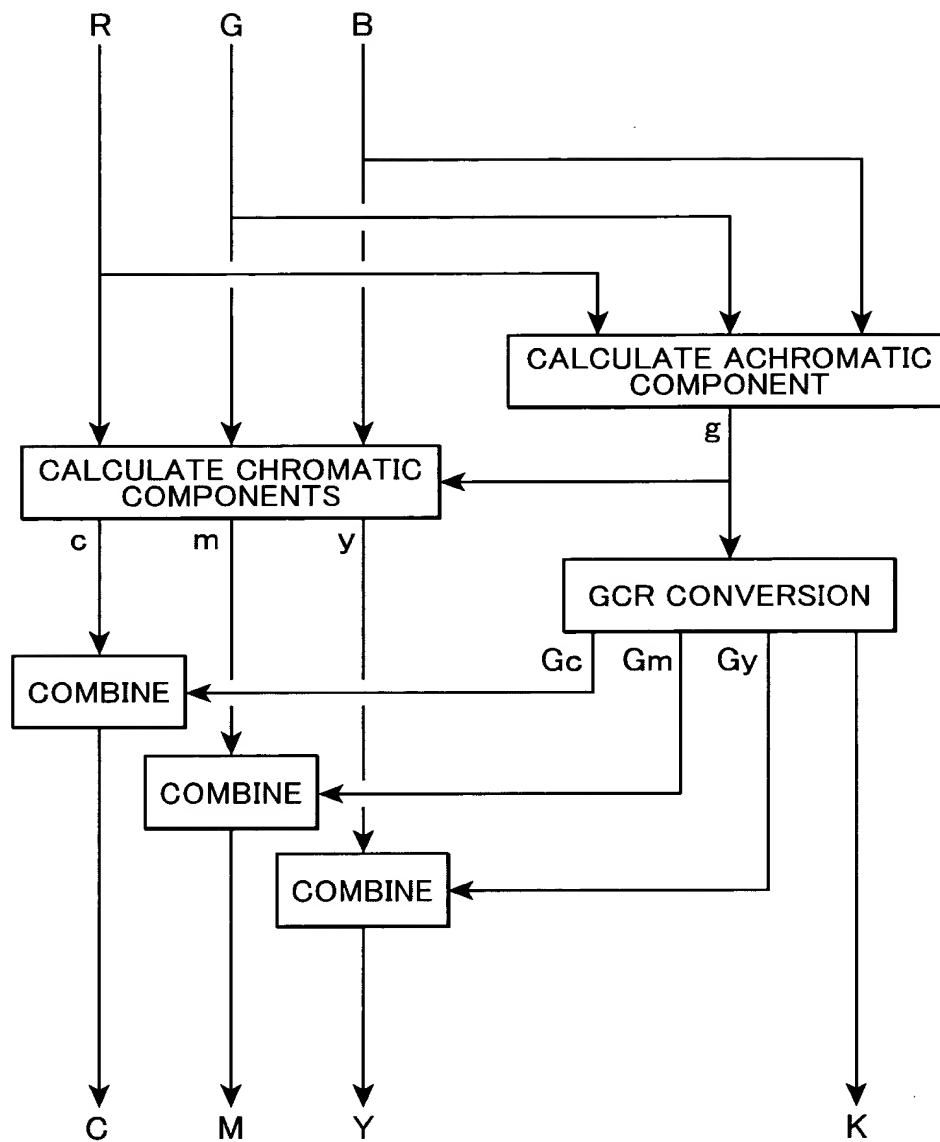 R G B
CALCULATE ACHROMATIC
COMPONENT
g
CALCULATE CHROMATIC
COMPONENTS
c m y
GCR CONVERSION
Gc Gm Gy
COMBINE
COMBINE
COMBINE
C M Y K